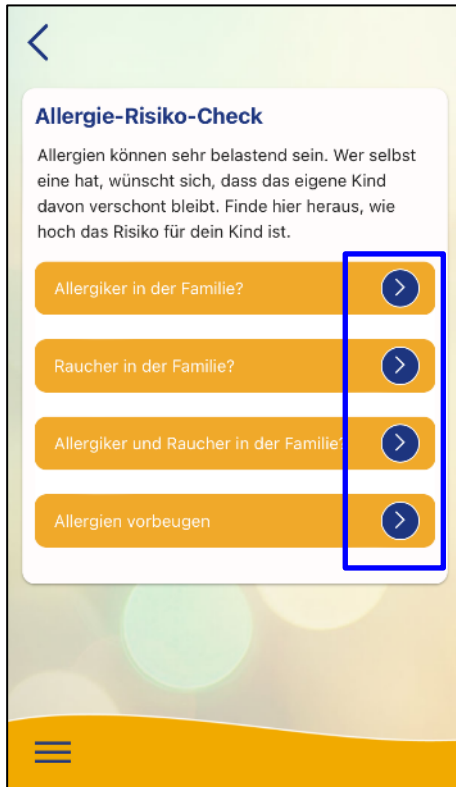 Allergie-Risiko-Check
Allergien können sehr belastend sein. Wer selbst
eine hat, wünscht sich, dass das eigene Kind
davon verschont bleibt. Finde hier heraus, wie
hoch das Risiko für dein Kind ist.
Allergiker in der Familie?
Raucher in der Familie?
Allergiker und Raucher in der Familie?
Allergien vorbeugen